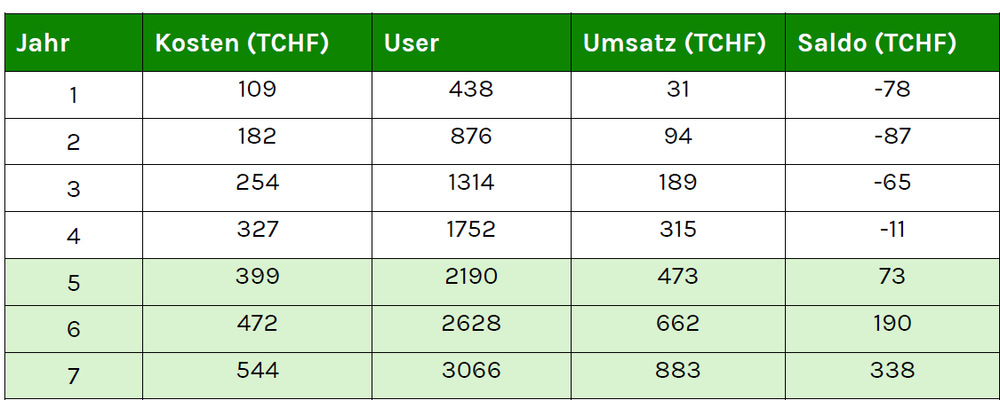 Jahr Kosten (TCHF) User Umsatz (TCHF) Saldo (TCHF)
1 109 438 31 -78
2 182 876 94 -87
3 254 1314 189 -65
4 327 1752 315 -11
5 399 2190 473 73
6 472 2628 662 190
7 544 3066 883 338